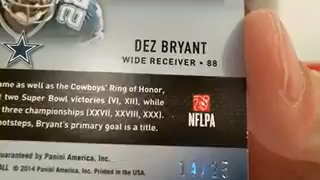 DEZ BRYANT
WIDE RECEIVER • 88
ame as well as the Cowboys' Ring of Honor,
two Super Bowl victories (VI, XII), while
three championships (XXVII, XXVIII, XXX).
ootsteps, Bryant's primary goal is a title.
NFLPA
uaranteed by Panini America, Inc.
ALL © 2014 Panini America, Inc. Printed in the USA.